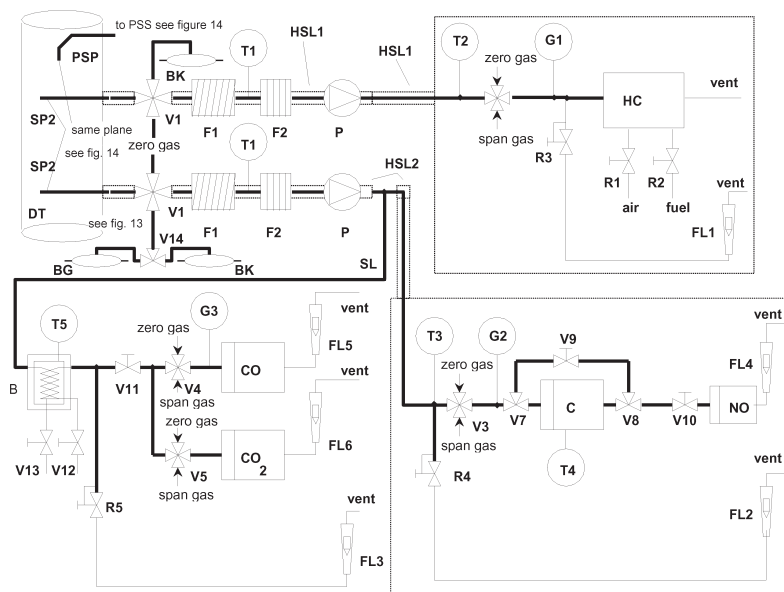 to PSS see figure 14
PSP
BK
T1
HSL1
HSL1
T2
G1
zero gas
vent
HC
SP2
V1
F1
F2
P
span gas
same plane
see fig. 14
zero gas
T1
R3
R1
R2
SP2
HSL2
air
fuel
vent
DT
see fig. 13
V1
F1
F2
P
FL1
V14
BG
BK
SL
vent
vent
T5
G3
zero gas
FL5
T3
G2
V9
zero gas
FL4
B
V11
V4
CO
vent
span gas
zero gas
V3
V7
C
V8
V10
NO
span gas
vent
FL6
CO
2
V13
V12
V5
span gas
R4
T4
R5
vent
FL2
FL3